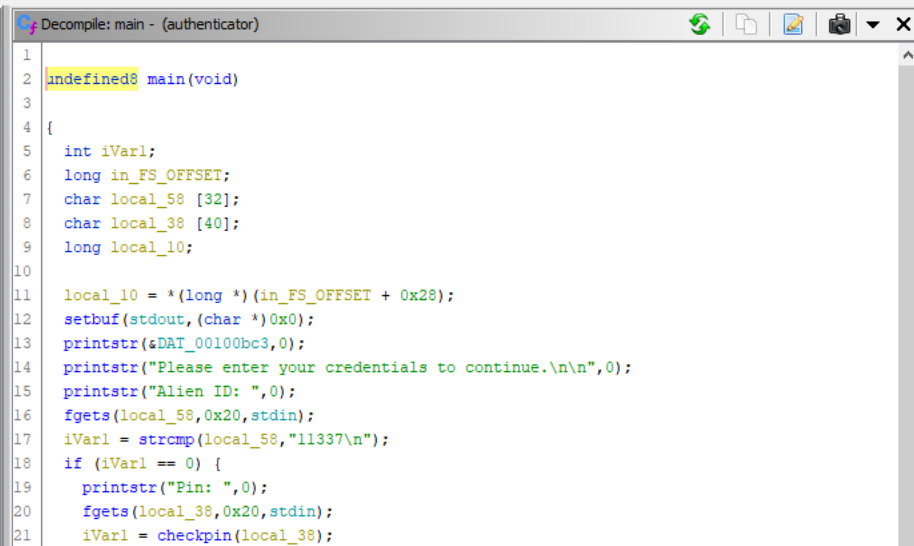 Cf Decompile: main - (authenticator)
1
2 undefined8 main(void)
3
4 {
5 int iVar1;
6 long in_FS_OFFSET;
7 char local_58 [32];
8 char local_38 [40];
9 long local_10;
10
11 local_10 = *(long *)(in_FS_OFFSET + 0x28);
12 setbuf(stdout,(char *)0x0);
13 printstr(&DAT_00100bc3,0);
14 printstr("Please enter your credentials to continue.\n\n",0);
15 printstr("Alien ID: ",0);
16 fgets(local_58,0x20,stdin);
17 iVar1 = strcmp(local_58,"11337\n");
18 if (iVar1 == 0) {
19 printstr("Pin: ",0);
20 fgets(local_38,0x20,stdin);
21 iVar1 = checkpin(local_38);